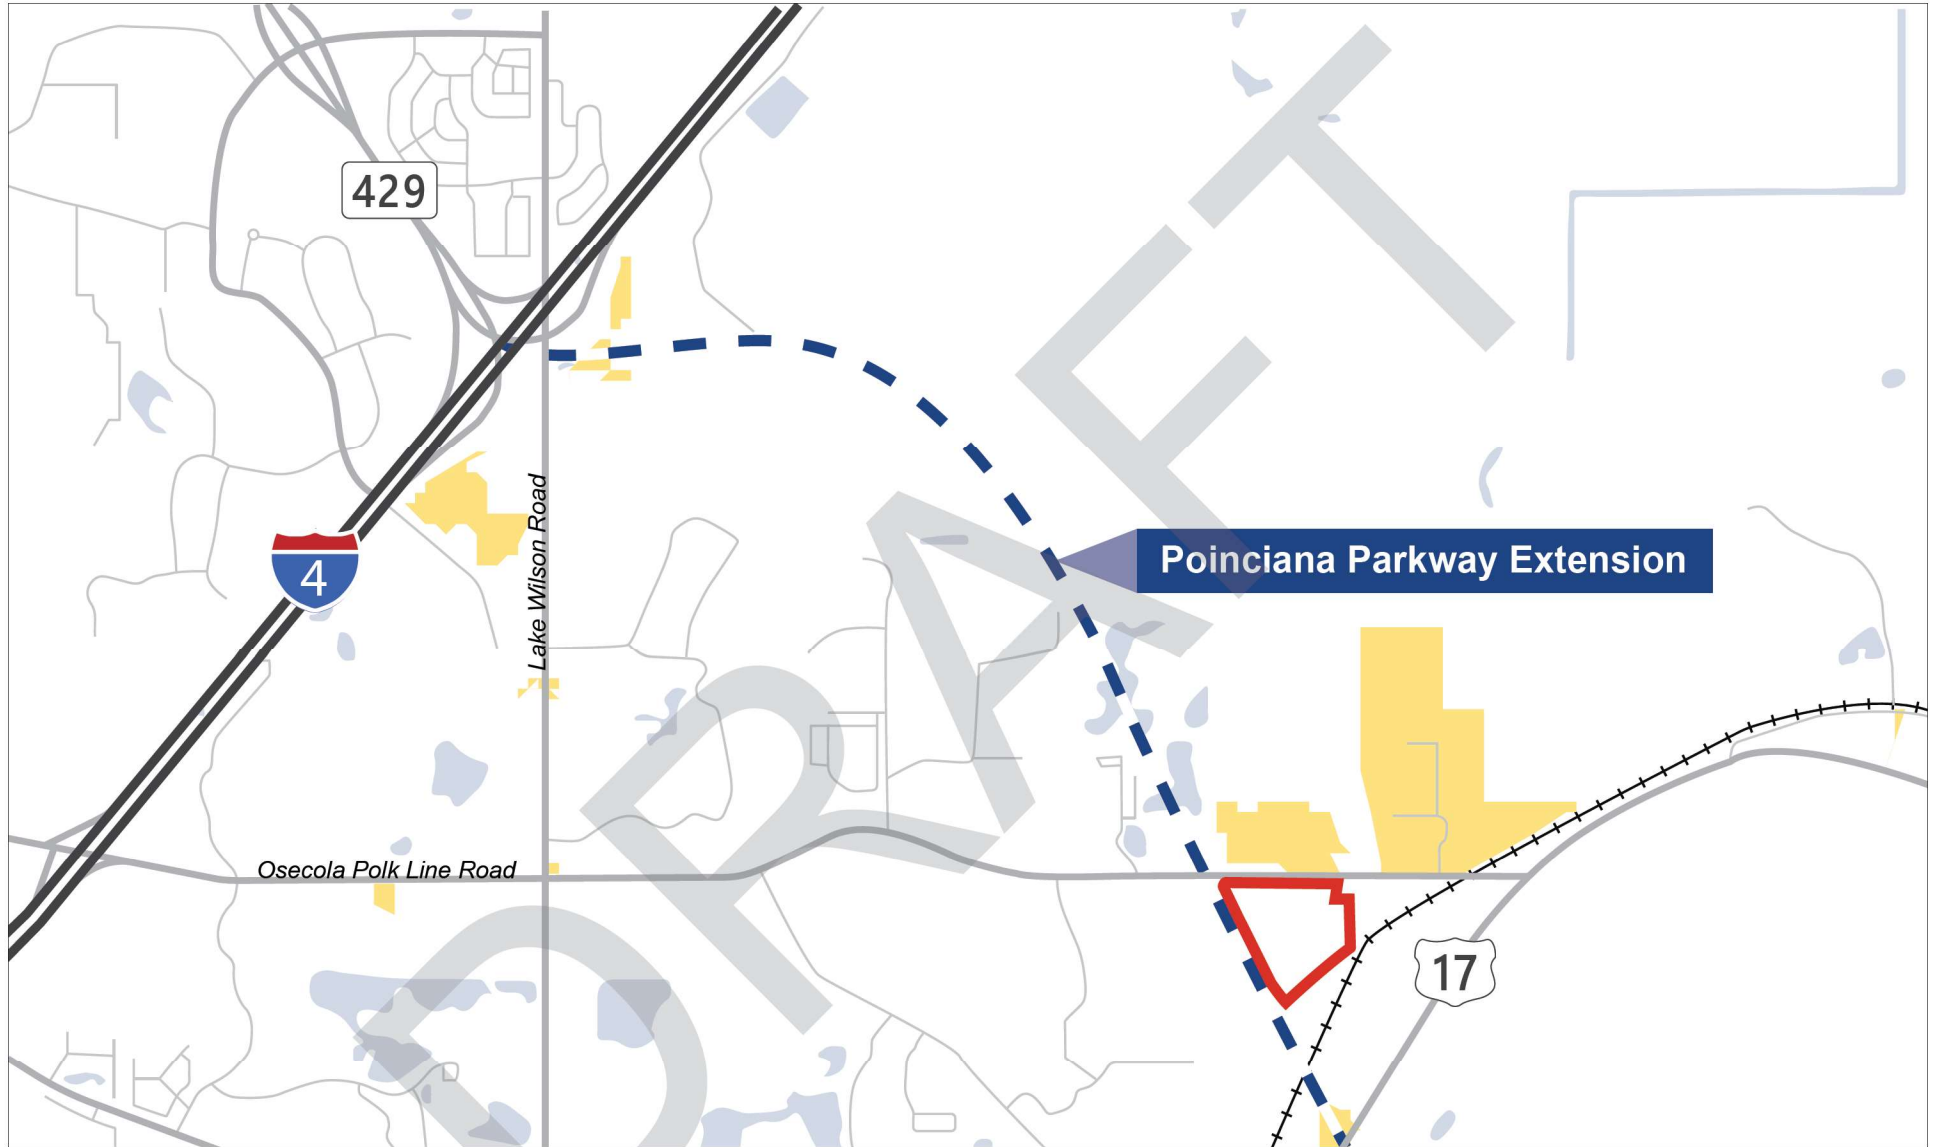 429
Lake Wilson Road
Poinciana Parkway Extension
4
Osecola Polk Line Road
17
DRAFT